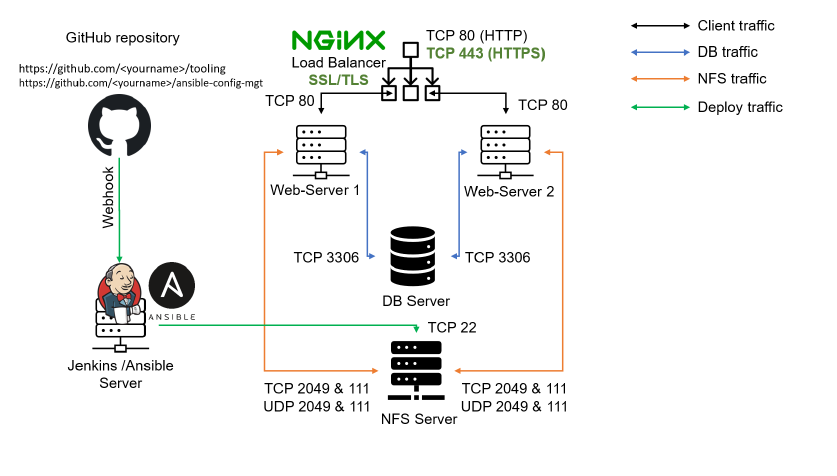 GitHub repository
https://github.com/<yourname>/tooling
https://github.com/<yourname>/ansible-config-mgt
Webhook
A
ANSIBLE
Jenkins /Ansible
Server
NGiNX
Load Balancer
SSL/TLS
TCP 80 (HTTP)
TCP 443 (HTTPS)
TCP 80
TCP 80
Web-Server 1
Web-Server 2
TCP 3306
TCP 3306
DB Server
TCP 22
TCP 2049 & 111
UDP 2049 & 111
TCP 2049 & 111
UDP 2049 & 111
NFS Server
Client traffic
DB traffic
NFS traffic
Deploy traffic